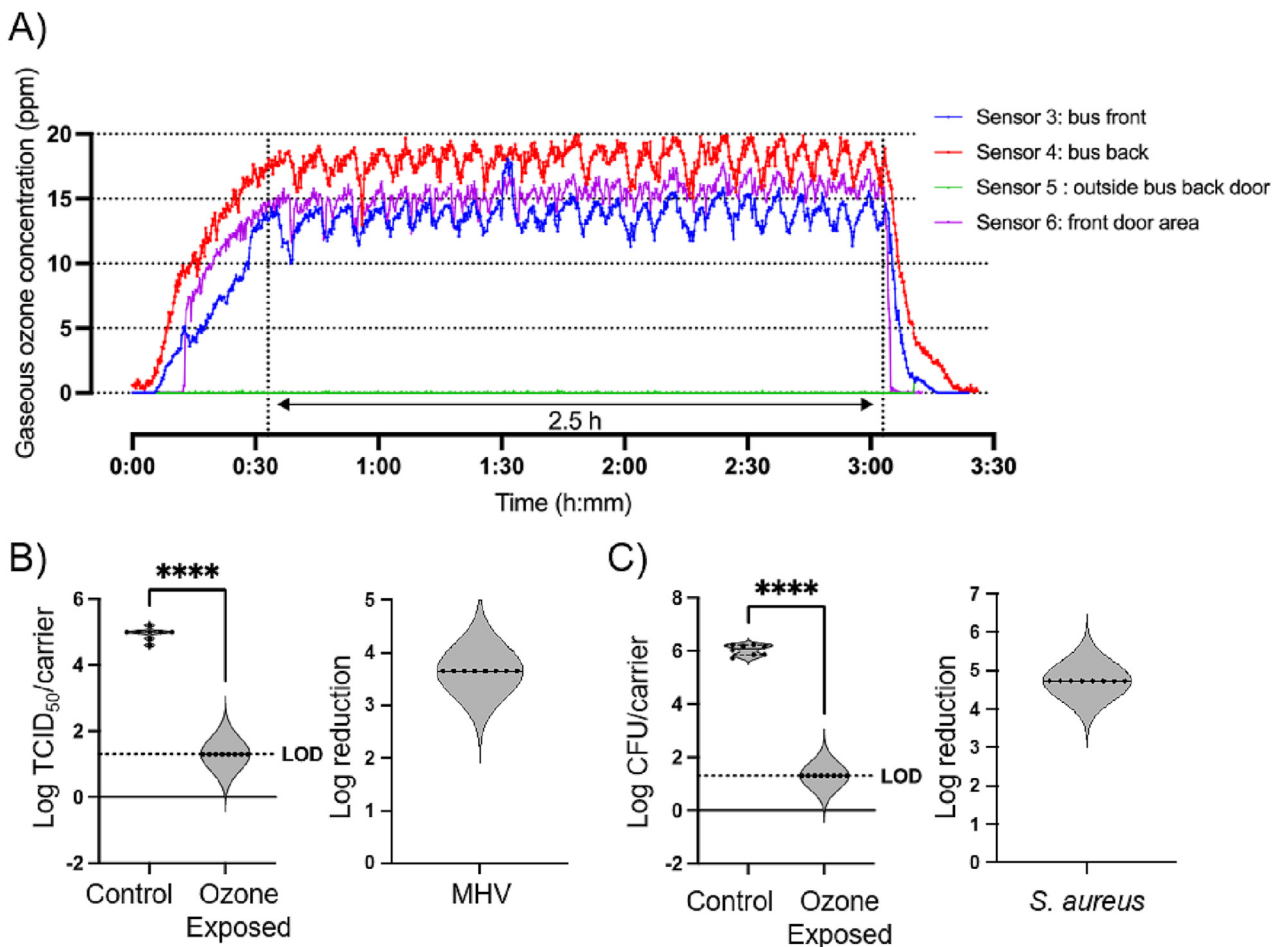 A)
Gaseous ozone concentration (ppm)
20
15
10
5
0
2.5 h
0:00 0:30 1:00 1:30 2:00 2:30 3:00 3:30
Time (h:mm)
Sensor 3: bus front
Sensor 4: bus back
Sensor 5 : outside bus back door
Sensor 6: front door area
B)
Log TCID50/carrier
6
4
2
0
-2
****
LOD
Control
Ozone
Exposed
Log reduction
5
4
3
2
1
0
MHV
C)
Log CFU/carrier
8
6
4
2
0
-2
****
LOD
Control
Ozone
Exposed
Log reduction
7
6
5
4
3
2
1
0
S. aureus